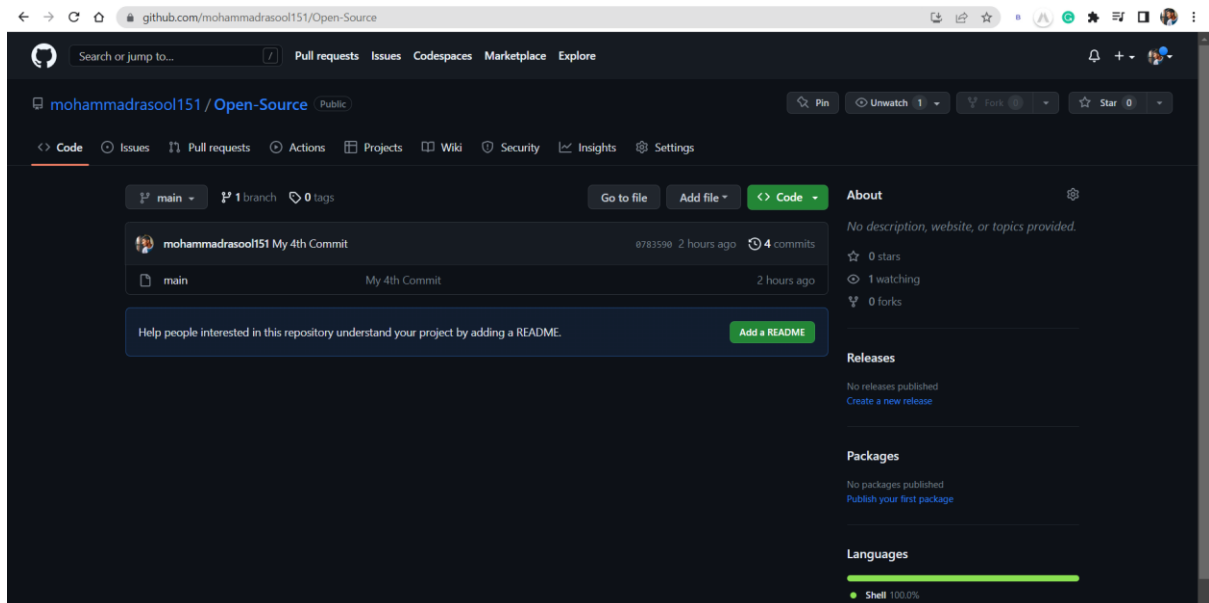 github.com/mohammadrasool151/Open-Source
Search or jump to... / Pull requests Issues Codespaces Marketplace Explore
mohammadrasool151 / Open-Source Public
Pin Unwatch 1 Fork 0 Star 0
Code Issues Pull requests Actions Projects Wiki Security Insights Settings
main 1 branch 0 tags Go to file Add file Code
mohammadrasool151 My 4th Commit 0783590 2 hours ago 4 commits
main My 4th Commit 2 hours ago
Help people interested in this repository understand your project by adding a README. Add a README
About
No description, website, or topics provided.
0 stars
1 watching
0 forks
Releases
No releases published
Create a new release
Packages
No packages published
Publish your first package
Languages
Shell 100.0%